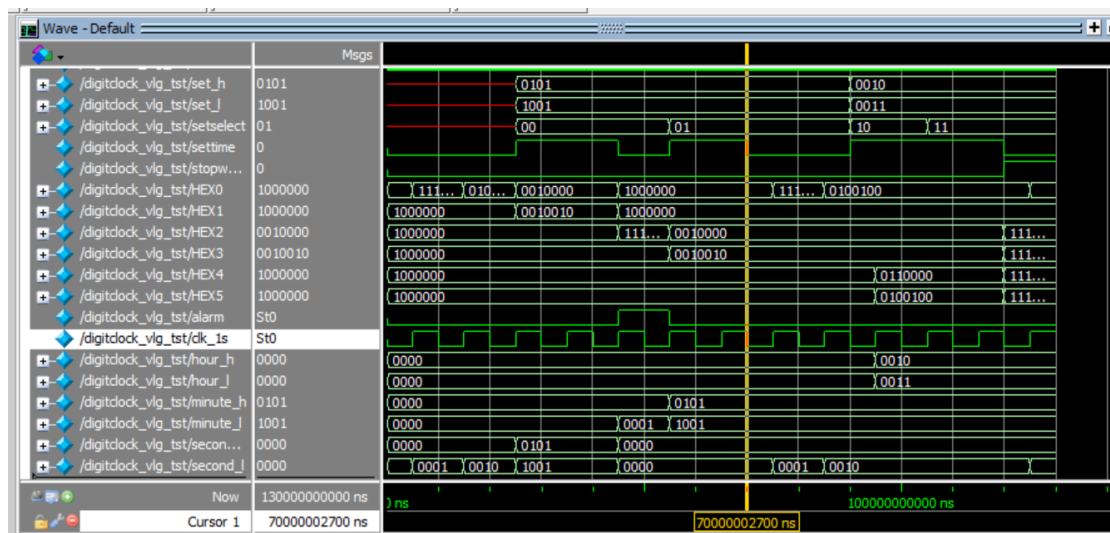 Wave - Default
Msgs
/digitclock_vlg_tst/set_h 0101 0101 0010
/digitclock_vlg_tst/set_l 1001 1001 0011
/digitclock_vlg_tst/setselect 01 00 01 10 11
/digitclock_vlg_tst/settime 0
/digitclock_vlg_tst/stopw... 0
/digitclock_vlg_tst/HEX0 1000000 111... 010... 0010000 1000000 111... 0100100
/digitclock_vlg_tst/HEX1 1000000 1000000 0010010 1000000
/digitclock_vlg_tst/HEX2 0010000 1000000 111... 0010000 111...
/digitclock_vlg_tst/HEX3 0010010 1000000 0010010 111...
/digitclock_vlg_tst/HEX4 1000000 1000000 0110000 111...
/digitclock_vlg_tst/HEX5 1000000 1000000 0100100 111...
/digitclock_vlg_tst/alarm St0
/digitclock_vlg_tst/clk_1s St0
/digitclock_vlg_tst/hour_h 0000 0000 0010
/digitclock_vlg_tst/hour_l 0000 0000 0011
/digitclock_vlg_tst/minute_h 0101 0000 0101
/digitclock_vlg_tst/minute_l 1001 0000 0001 1001
/digitclock_vlg_tst/secon... 0000 0000 0101 0000
/digitclock_vlg_tst/second_l 0000 0001 0010 1001 0000 0001 0010
Now 130000000000 ns ns 100000000000 ns
Cursor 1 70000002700 ns 70000002700 ns